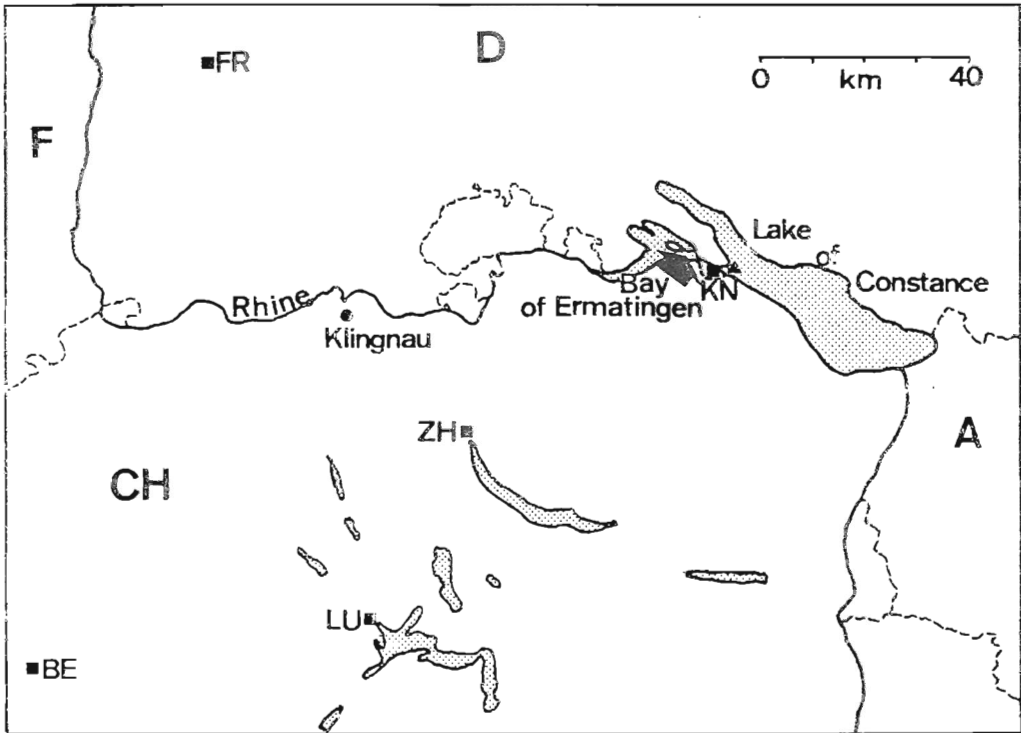 FR
D
0 km 40
F
Lake
Constance
Bay
of Ermatingen
KN
Rhine
Klingnau
ZH
A
CH
LU
BE